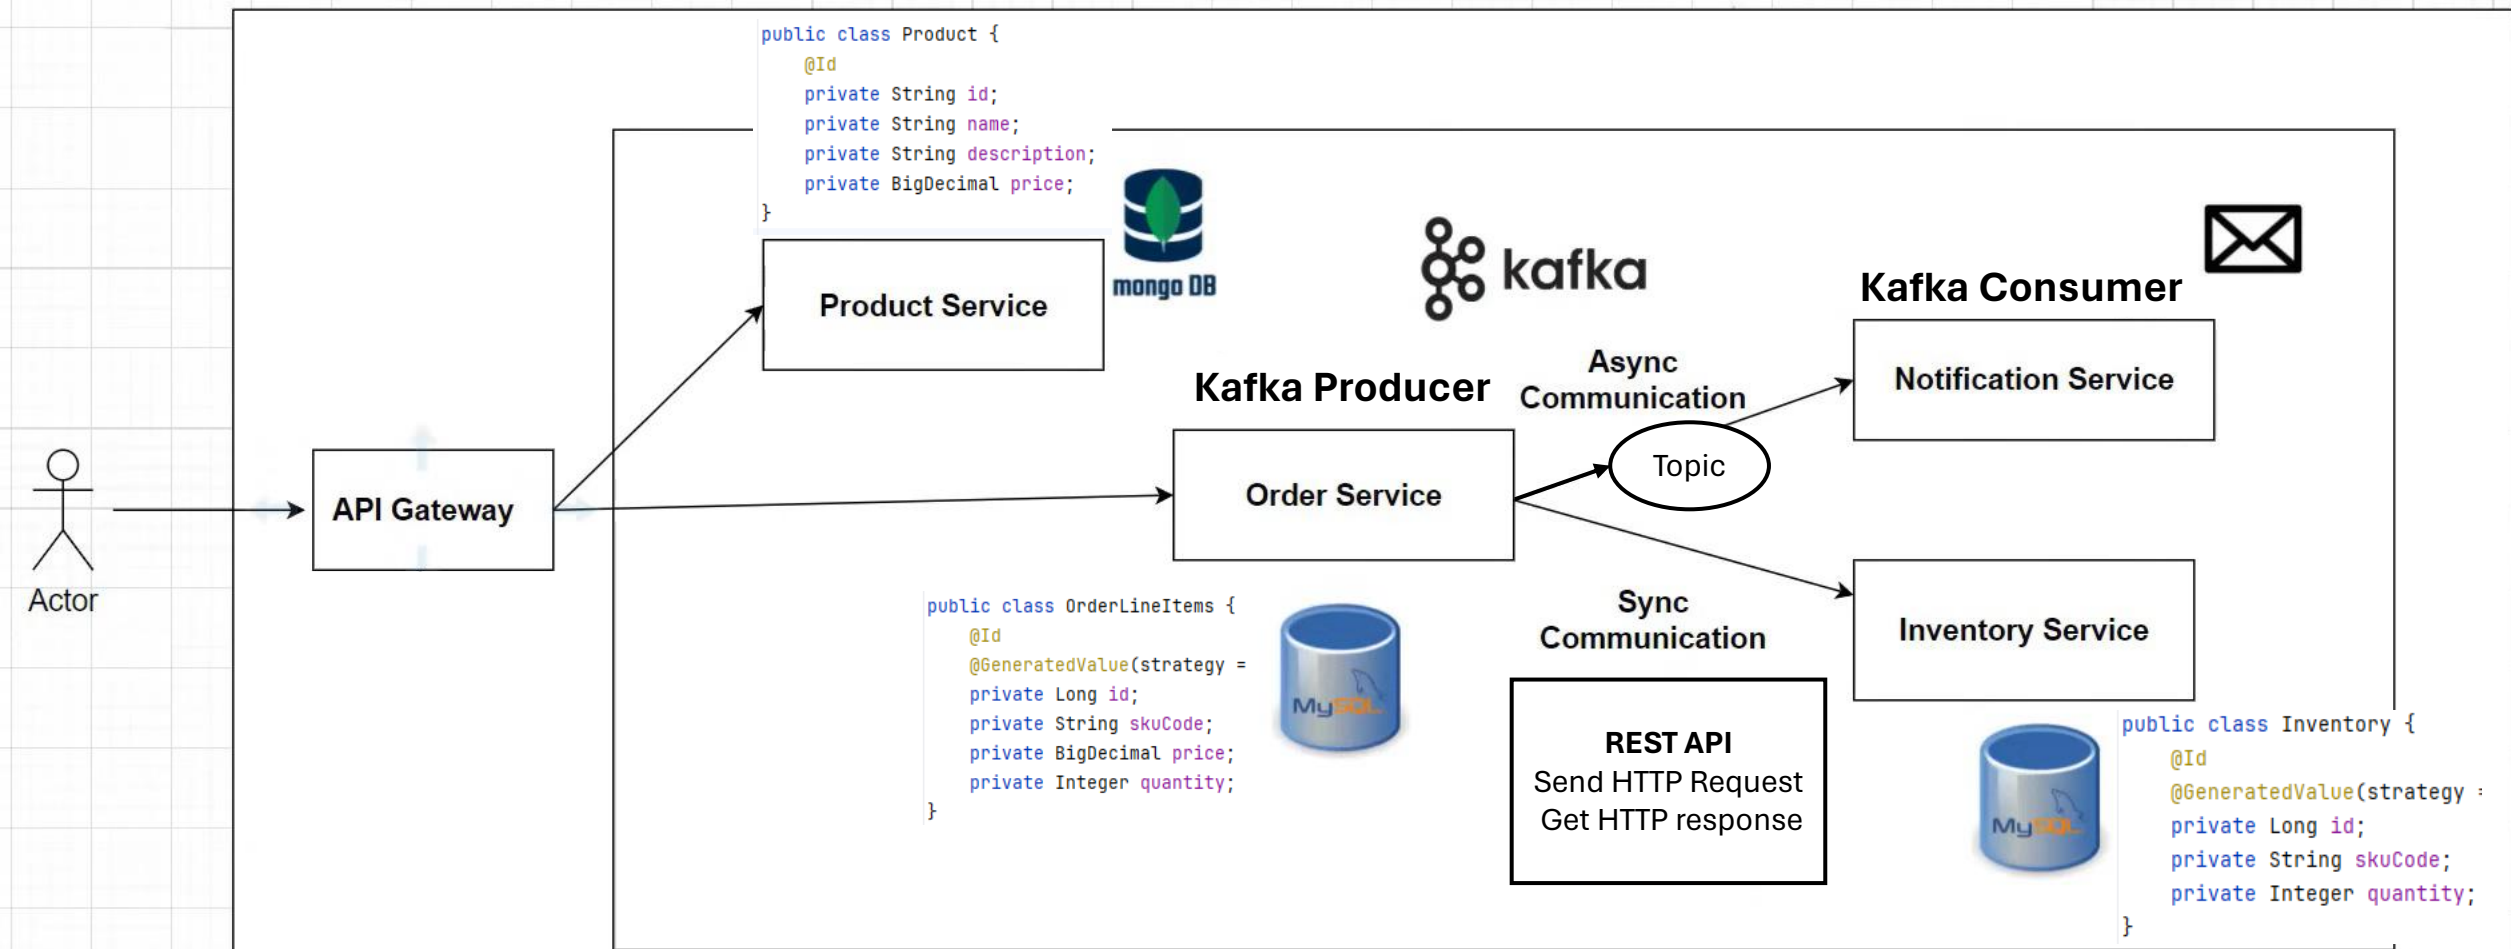 public class Product {
@Id
private String id;
private String name;
private String description;
private BigDecimal price;
}
mongo DB
Product Service
kafka
Kafka Consumer
Notification Service
Kafka Producer
Async
Communication
Topic
Order Service
API Gateway
Actor
public class OrderLineItems {
@Id
@GeneratedValue(strategy =
private Long id;
private String skuCode;
private BigDecimal price;
private Integer quantity;
}
MySQL
Sync
Communication
Inventory Service
REST API
Send HTTP Request
Get HTTP response
MySQL
public class Inventory {
@Id
@GeneratedValue(strategy =
private Long id;
private String skuCode;
private Integer quantity;
}